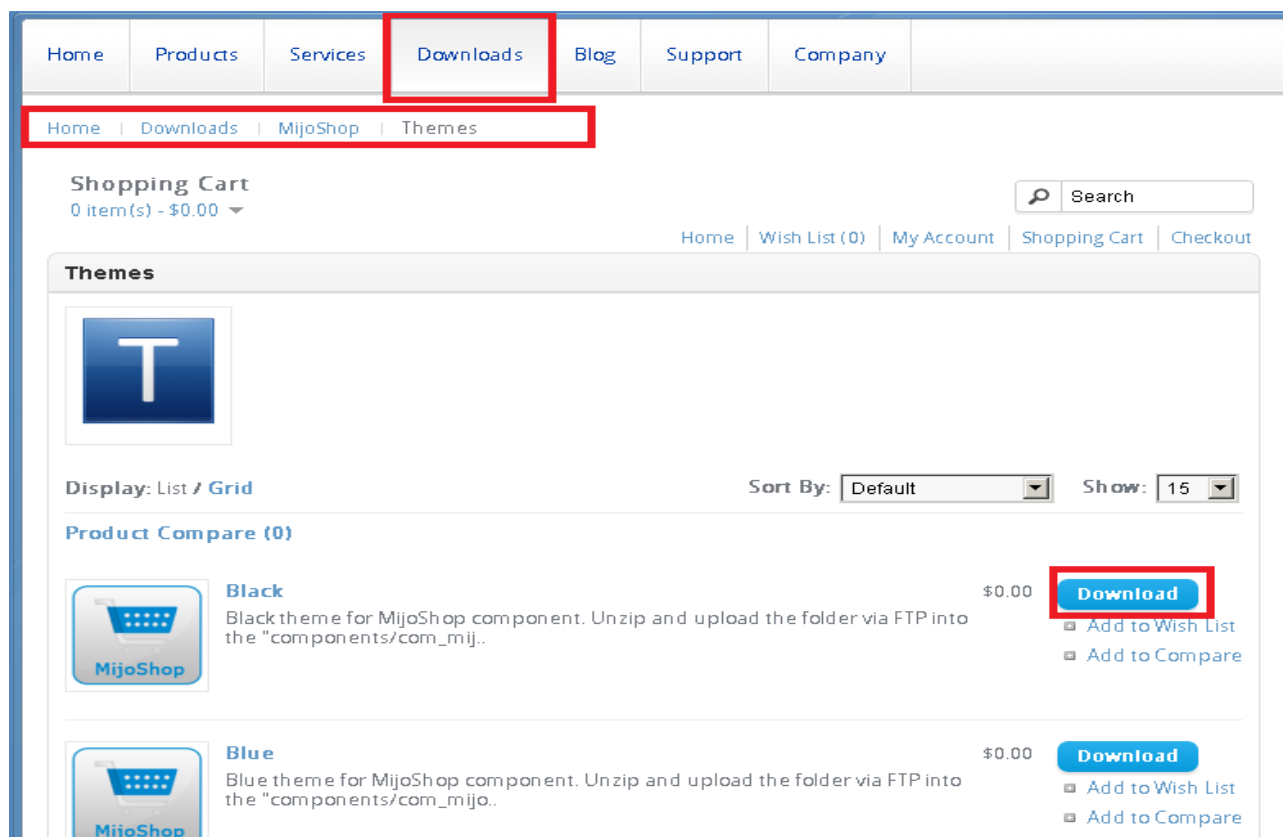 Home Products Services Downloads Blog Support Company
Home | Downloads | MijoShop | Themes
Shopping Cart
0 item(s) - $0.00
Search
Home Wish List (0) My Account Shopping Cart Checkout
Themes
T
Display: List / Grid Sort By: Default Show: 15
Product Compare (0)
Black $0.00 Download
Black theme for MijoShop component. Unzip and upload the folder via FTP into
the "components/com_mij..
Add to Wish List
Add to Compare
MijoShop
Blue $0.00 Download
Blue theme for MijoShop component. Unzip and upload the folder via FTP into
the "components/com_mijo..
Add to Wish List
Add to Compare
MijoShop